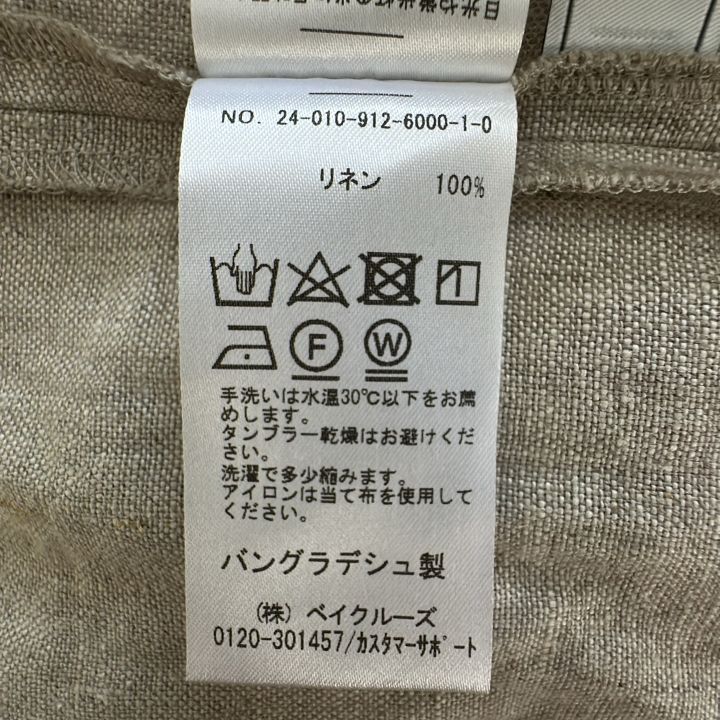 NO. 24-010-912-6000-1-0
リネン 100%
F W
手洗いは水温30℃以下をお薦
めします。
タンブラー乾燥はお避けくだ
さい。
洗濯で多少縮みます。
アイロンは当て布を使用して
ください。
バングラデシュ製
(株) ベイクルーズ
0120-301457/カスタマーサポート